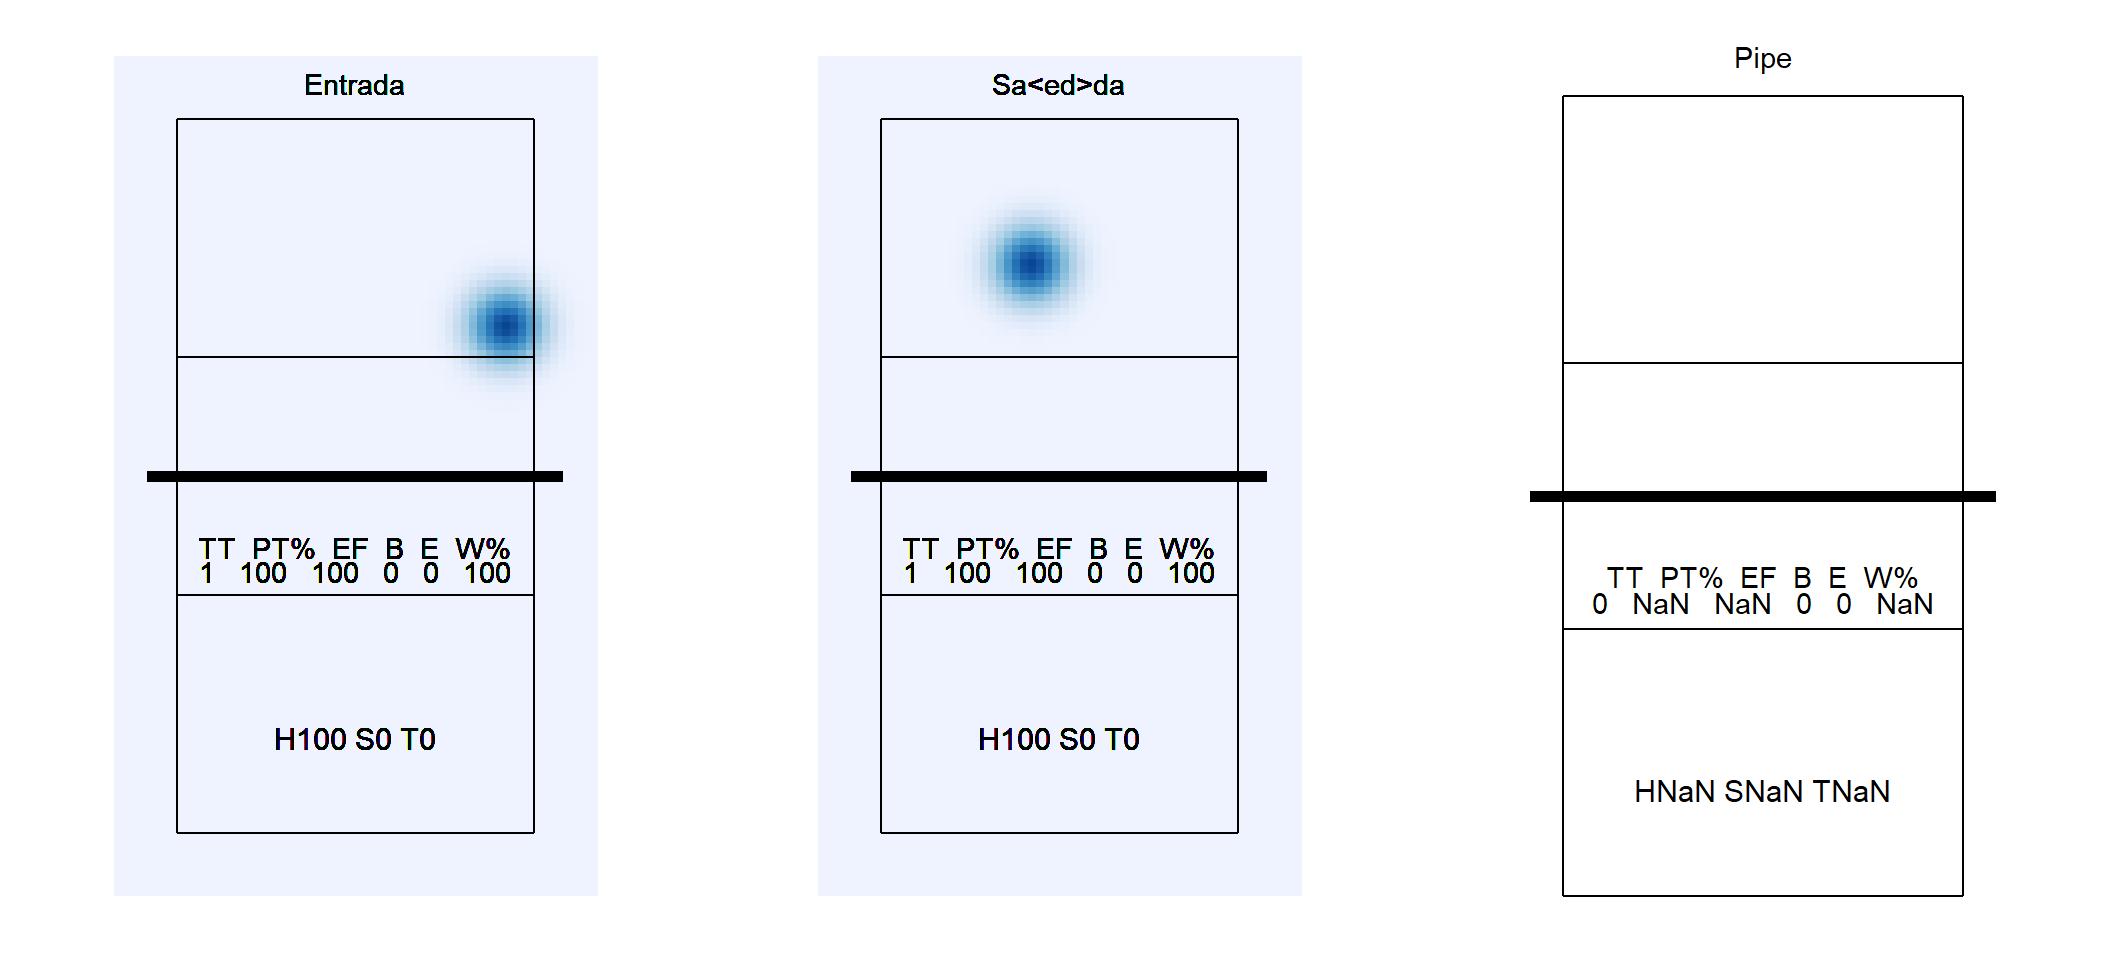 Entrada
TT PT% EF B E W%
1 100 100 0 0 100
H100 S0 T0
Sa<ed>da
TT PT% EF B E W%
1 100 100 0 0 100
H100 S0 T0
Pipe
TT PT% EF B E W%
0 NaN NaN 0 0 NaN
HNaN SNaN TNaN